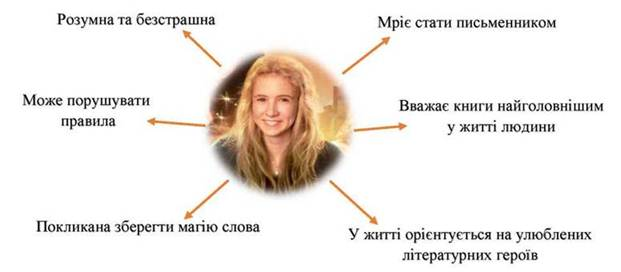 Розумна та безстрашна
Мріє стати письменником
Може порушувати
правила
Вважає книги найголовнішим
у житті людини
Покликана зберегти магію слова
У житті орієнтується на улюблених
літературних героїв